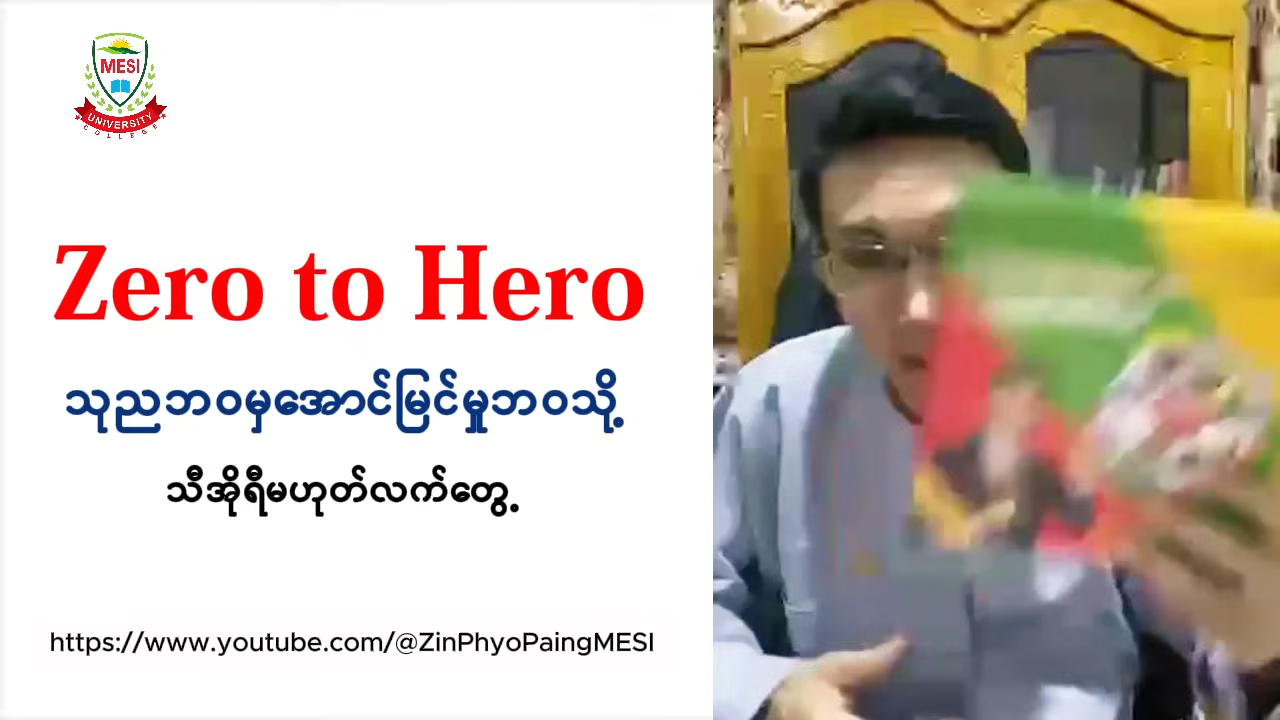 MESI
UNIVERSITY
COLLEGE
Zero to Hero
သုညဘဝမှအောင်မြင်မှုဘဝသို့
သီအိုရီမဟုတ်လက်တွေ့
https://www.youtube.com/@ZinPhyoPaingMESI